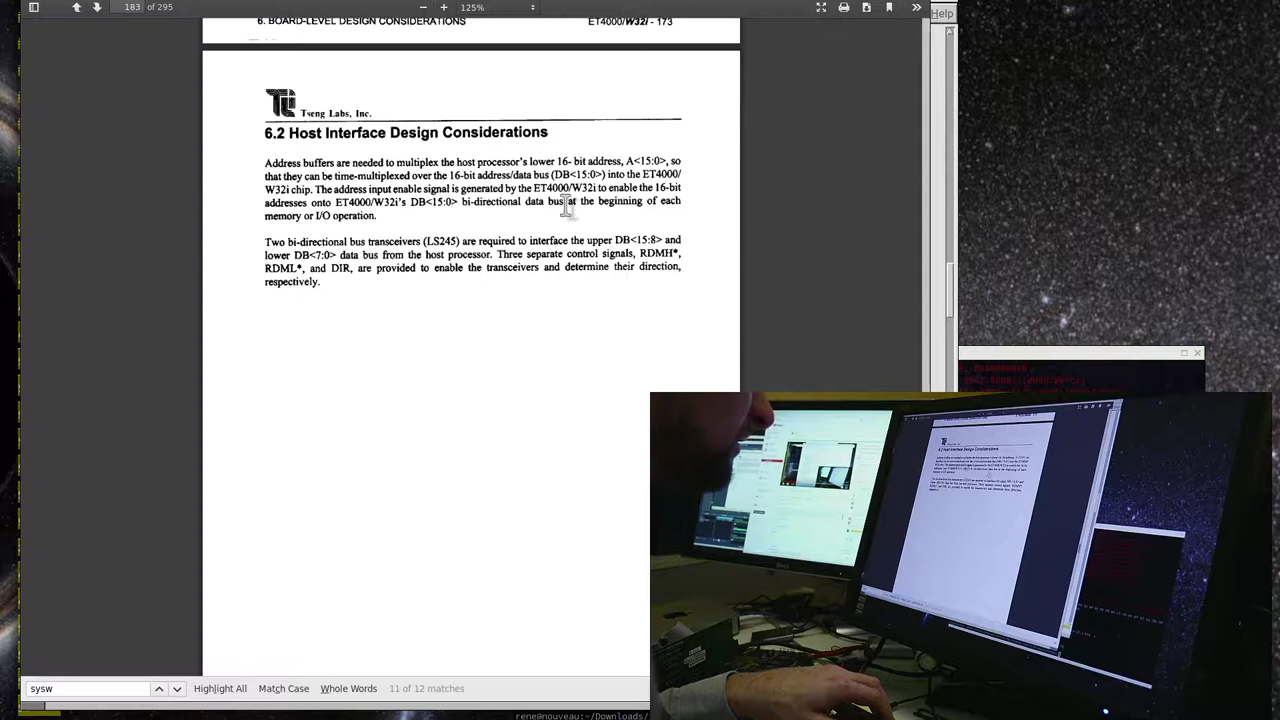 183 of 295
125%
Help
6. BOARD-LEVEL DESIGN CONSIDERATIONS
ET4000/W32i - 173
Tseng Labs, Inc.
6.2 Host Interface Design Considerations
Address buffers are needed to multiplex the host processor's lower 16- bit address, A<15:0>, so
that they can be time-multiplexed over the 16-bit address/data bus (DB<15:0>) into the ET4000/
W32i chip. The address input enable signal is generated by the ET4000/W32i to enable the 16-bit
addresses onto ET4000/W32i's DB<15:0> bi-directional data bus at the beginning of each
memory or I/O operation.
Two bi-directional bus transceivers (LS245) are required to interface the upper DB<15:8> and
lower DB<7:0> data bus from the host processor. Three separate control signals, RDMH*,
RDML*, and DIR, are provided to enable the transceivers and determine their direction,
respectively.
6.2 Host Interface Design Considerations
DELL
sysw
Highlight All
Match Case
Whole Words
11 of 12 matches
rene@nouveau:~/Downloads/